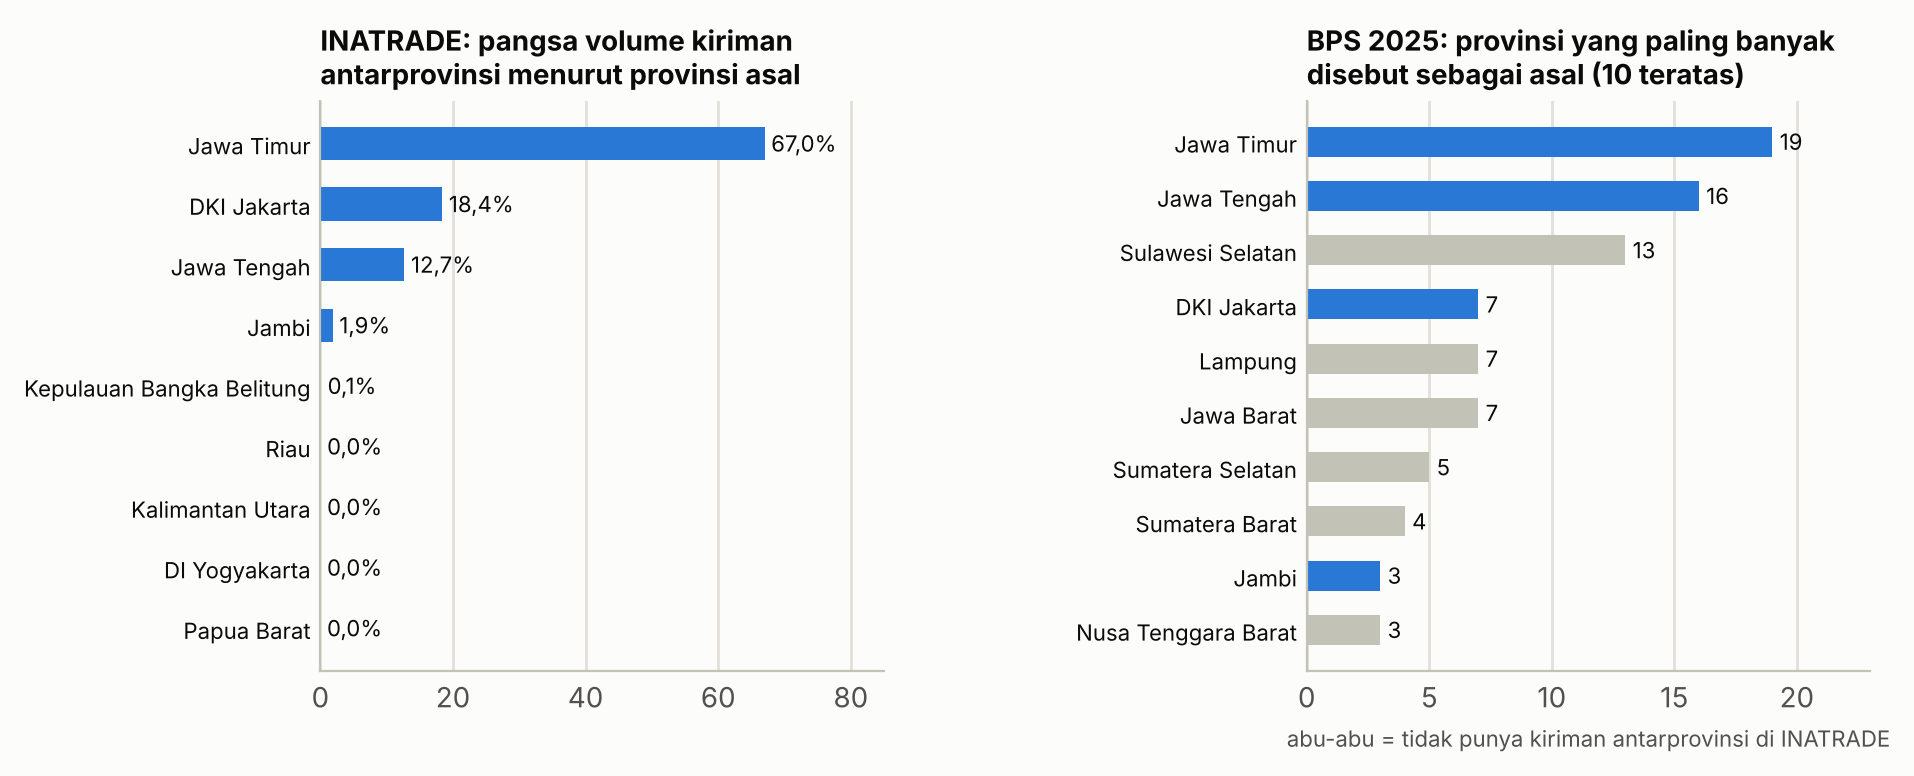 INATRADE: pangsa volume kiriman
antarprovinsi menurut provinsi asal
Jawa Timur 67,0%
DKI Jakarta 18,4%
Jawa Tengah 12,7%
Jambi 1,9%
Kepulauan Bangka Belitung 0,1%
Riau 0,0%
Kalimantan Utara 0,0%
DI Yogyakarta 0,0%
Papua Barat 0,0%
0 20 40 60 80
BPS 2025: provinsi yang paling banyak
disebut sebagai asal (10 teratas)
Jawa Timur 19
Jawa Tengah 16
Sulawesi Selatan 13
DKI Jakarta 7
Lampung 7
Jawa Barat 7
Sumatera Selatan 5
Sumatera Barat 4
Jambi 3
Nusa Tenggara Barat 3
0 5 10 15 20
abu-abu = tidak punya kiriman antarprovinsi di INATRADE